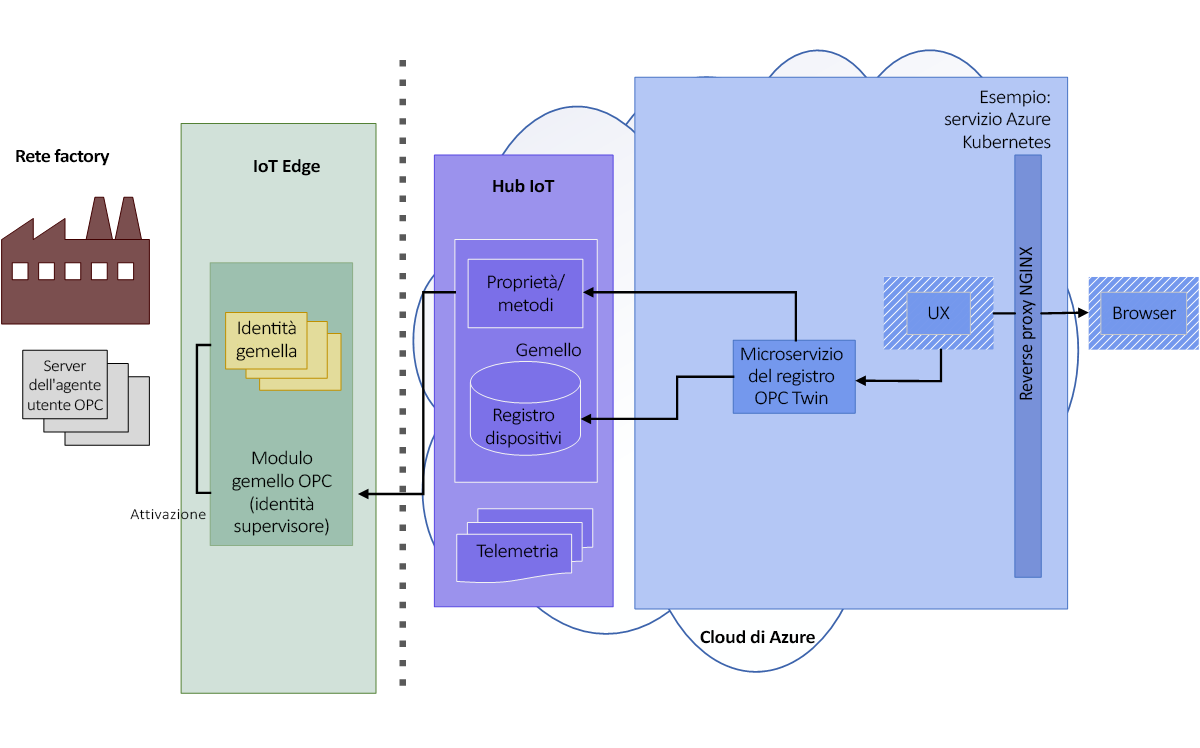 Rete factory
Server
dell'agente
utente OPC
IoT Edge
Identità
gemella
Modulo
gemello OPC
(identità
supervisore)
Attivazione
Hub IoT
Proprietà/
metodi
Gemello
Registro
dispositivi
Telemetria
Esempio:
servizio Azure
Kubernetes
Microservizio
del registro
OPC Twin
UX
Reverse proxy NGINX
Browser
Cloud di Azure